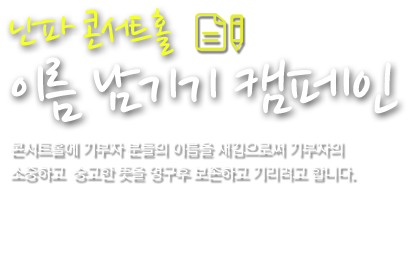 난파 콘서트홀
이름 남기기 캠페인
콘서트홀에 기부자 분들의 이름을 새김으로써 기부자의
소중하고 숭고한 뜻을 영구후 보존하고 기리려고 합니다.